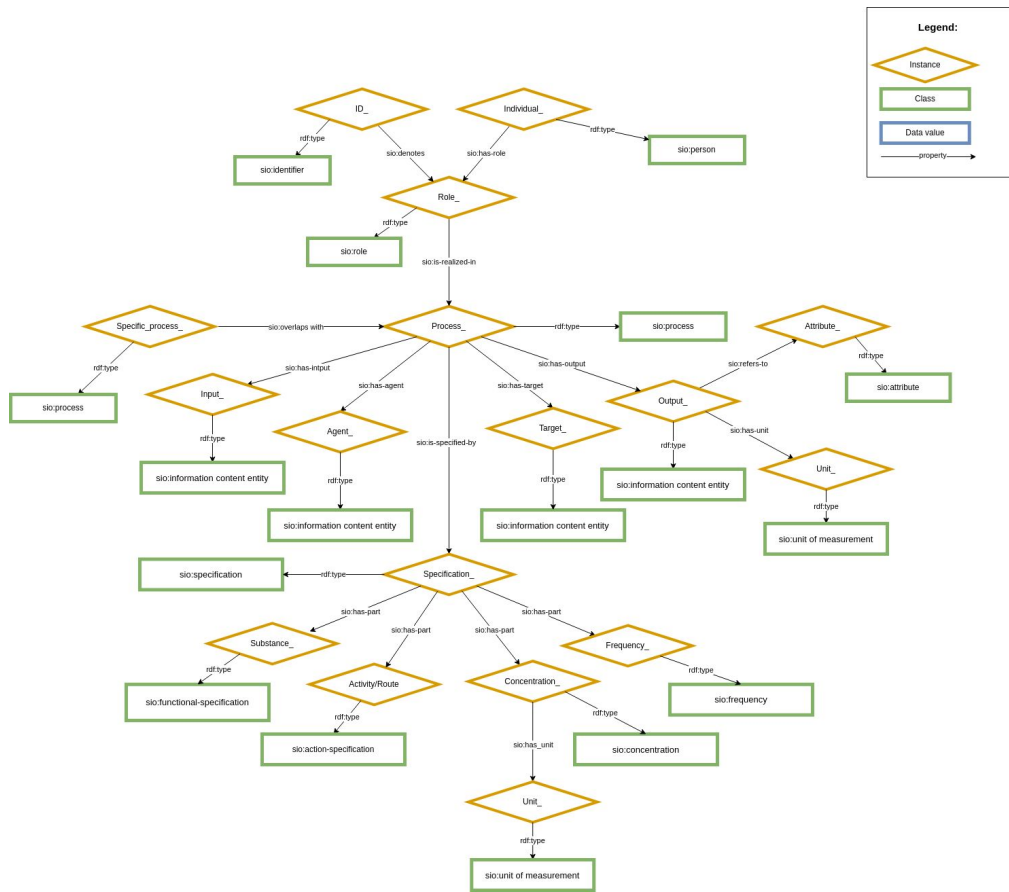 Legend:
Instance
Class
Data value
property
ID_
Individual_
rdf:type
rdf:type
sio:person
sio:denotes
sio:has-role
sio:identifier
Role_
rdf:type
sio:role
sio:is-realized-in
Specific_process_
sio:overlaps with
Process_
rdf:type
sio:process
Attribute_
rdf:type
sio:has-intput
sio:has-output
sio:refers-to
rdf:type
sio:has-agent
sio:has-target
sio:process
Input_
Output_
sio:attribute
Agent_
sio:is-specified-by
Target_
sio:has-unit
rdf:type
rdf:type
Unit_
sio:information content entity
rdf:type
rdf:type
sio:information content entity
rdf:type
sio:information content entity
sio:information content entity
sio:unit of measurement
sio:specification
rdf:type
Specification_
sio:has-part
sio:has-part
sio:has-part
sio:has-part
Substance_
Frequency_
rdf:type
Activity/Route
Concentration_
rdf:type
sio:functional-specification
sio:frequency
rdf:type
rdf:type
sio:action-specification
sio:has_unit
sio:concentration
Unit_
rdf:type
sio:unit of measurement